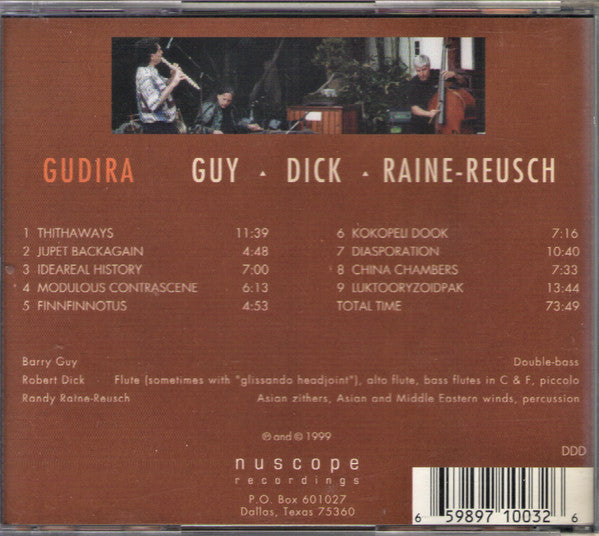 GUDIRA GUY ▲ DICK ▲ RAINE-REUSCH
1 THITHAWAYS 11:39
2 JUPET BACKAGAIN 4:48
3 IDEAREAL HISTORY 7:00
4 MODULOUS CONTRASCENE 6:13
5 FINNFINNOTUS 4:53
6 KOKOPELI DOOK 7:16
7 DIASPORATION 10:40
8 CHINA CHAMBERS 7:33
9 LUKTOORYZOIDPAK 13:44
TOTAL TIME 73:49
Barry Guy Double-bass
Robert Dick · Flute (sometimes with "glissando headjoint"), alto flute, bass flutes in C & F, piccolo
Randy Raine-Reusch Asian zithers, Asian and Middle Eastern winds, percussion
℗ and © 1999
DDD
nuscope
recordings
P.O. Box 601027
Dallas, Texas 75360
6 59897 10032 6